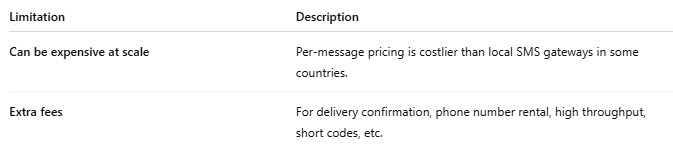 Limitation Description
Can be expensive at scale Per-message pricing is costlier than local SMS gateways in some
countries.
Extra fees For delivery confirmation, phone number rental, high throughput,
short codes, etc.